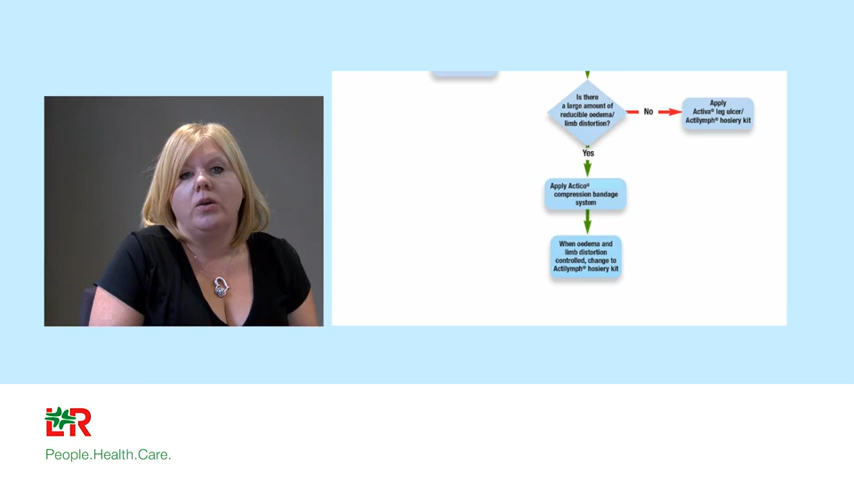 Is there
a large amount of
reducible oedema/
limb distortion?
No
Apply
Activa® leg ulcer/
Actilymph® hosiery kit
Yes
Apply Actico®
compression bandage
system
When oedema and
limb distortion
controlled, change to
Actilymph® hosiery kit
L&R
People.Health.Care.